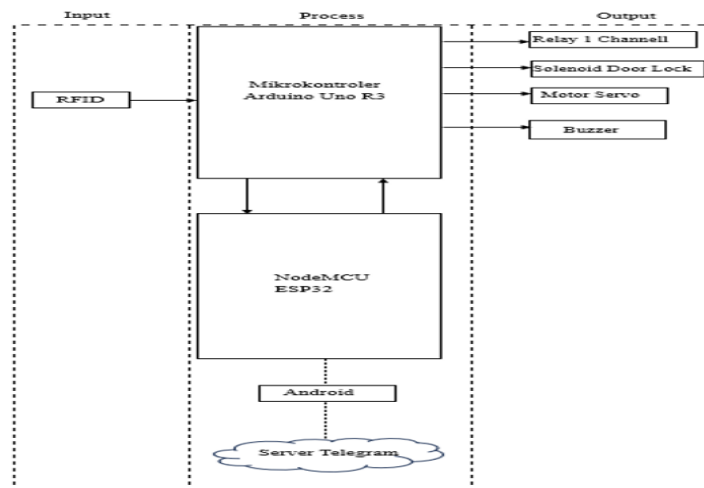 Input
Process
Output
RFID
Mikrokontroler
Arduino Uno R3
Relay 1 Channell
Solenoid Door Lock
Motor Servo
Buzzer
NodeMCU
ESP32
Android
Server Telegram